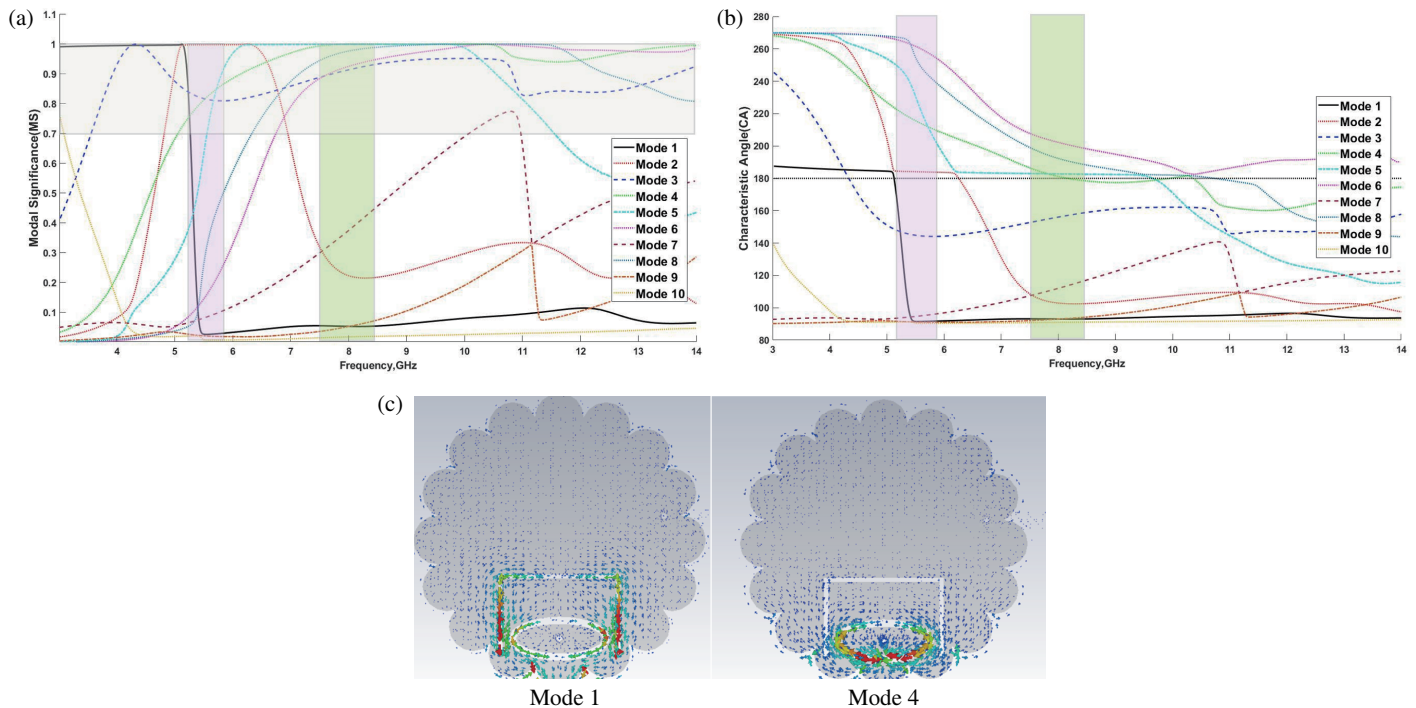 (a)
1.1
1
0.9
0.8
0.7
0.6
0.5
0.4
0.3
0.2
0.1
Modal Significance(MS)
4 5 6 7 8 9 10 11 12 13 14
Frequency,GHz
Mode 1
Mode 2
Mode 3
Mode 4
Mode 5
Mode 6
Mode 7
Mode 8
Mode 9
Mode 10
(b)
280
260
240
220
200
180
160
140
120
100
80
Characteristic Angle(CA)
3 4 5 6 7 8 9 10 11 12 13 14
Frequency,GHz
Mode 1
Mode 2
Mode 3
Mode 4
Mode 5
Mode 6
Mode 7
Mode 8
Mode 9
Mode 10
(c)
Mode 1
Mode 4